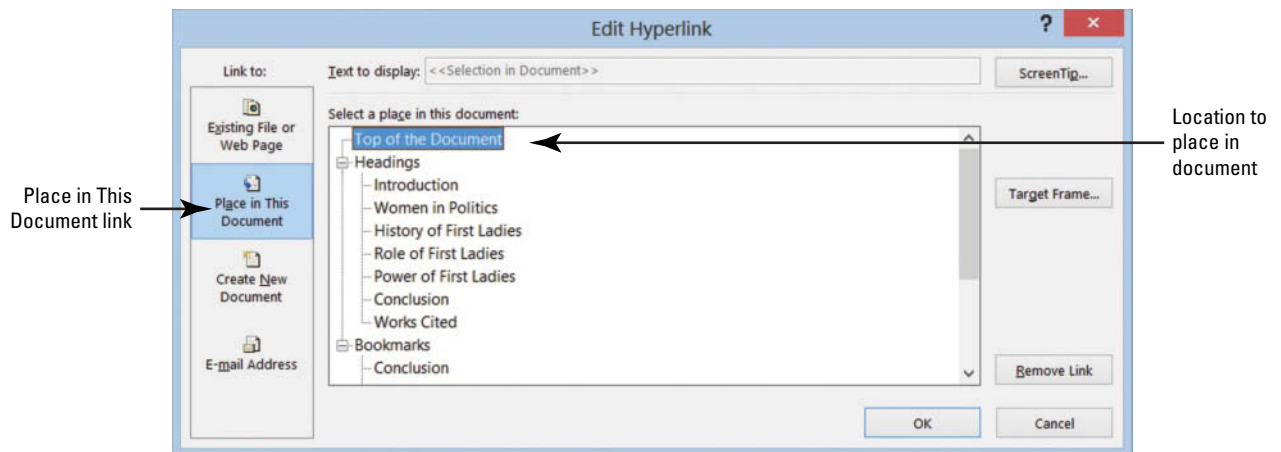 Edit Hyperlink
?
×
Link to:
Text to display:
<<Selection in Document>>
ScreenTip...
Existing File or
Web Page
Place in This
Document
Create New
Document
E-mail Address
Select a place in this document:
Top of the Document
Headings
Introduction
Women in Politics
History of First Ladies
Role of First Ladies
Power of First Ladies
Conclusion
Works Cited
Bookmarks
Conclusion
Target Frame...
Remove Link
OK
Cancel
Place in This
Document link
Location to
place in
document